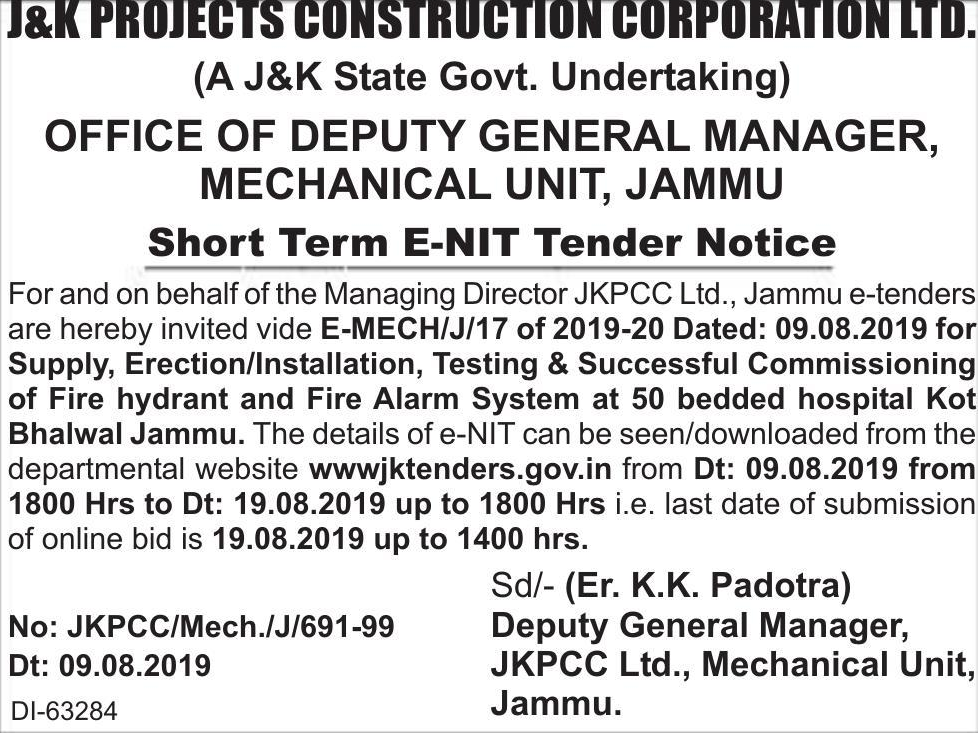 J&K PROJECTS CONSTRUCTION CORPORATION LTD.
(A J&K State Govt. Undertaking)
OFFICE OF DEPUTY GENERAL MANAGER,
MECHANICAL UNIT, JAMMU
Short Term E-NIT Tender Notice
For and on behalf of the Managing Director JKPCC Ltd., Jammu e-tenders
are hereby invited vide E-MECH/J/17 of 2019-20 Dated: 09.08.2019 for
Supply, Erection/Installation, Testing & Successful Commissioning
of Fire hydrant and Fire Alarm System at 50 bedded hospital Kot
Bhalwal Jammu. The details of e-NIT can be seen/downloaded from the
departmental website wwwjktenders.gov.in from Dt: 09.08.2019 from
1800 Hrs to Dt: 19.08.2019 up to 1800 Hrs i.e. last date of submission
of online bid is 19.08.2019 up to 1400 hrs.
Sd/- (Er. K.K. Padotra)
Deputy General Manager,
JKPCC Ltd., Mechanical Unit,
Jammu.
No: JKPCC/Mech./J/691-99
Dt: 09.08.2019
DI-63284